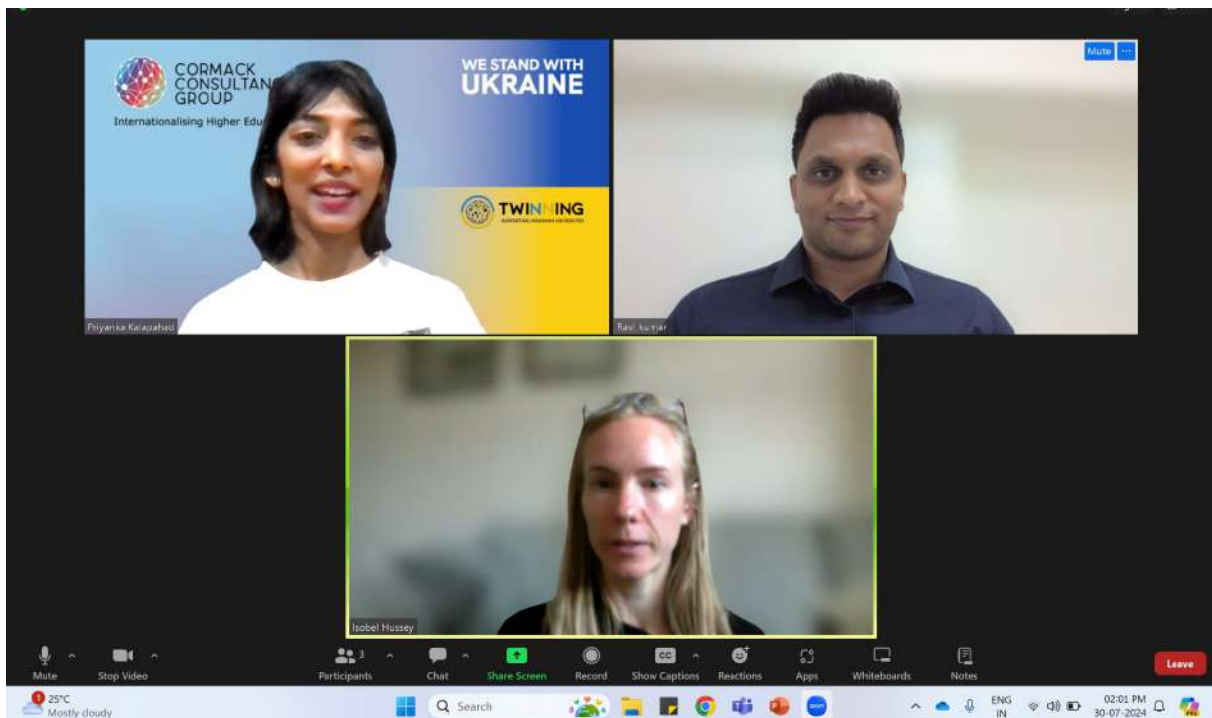 CORMACK
CONSULTAN
GROUP
Internationalising Higher Edu
WE STAND WITH
UKRAINE
TWINNING
Mute
Priyanka Kalapahad
Ravi kumar
Isobel Hussey
Mute
Stop Video
3
Participants
Chat
Share Screen
Record
CC
Show Captions
Reactions
Apps
Whiteboards
Notes
Leave
1
25°C
Mostly cloudy
Search
zoom
ENG
IN
02:01 PM
30-07-2024